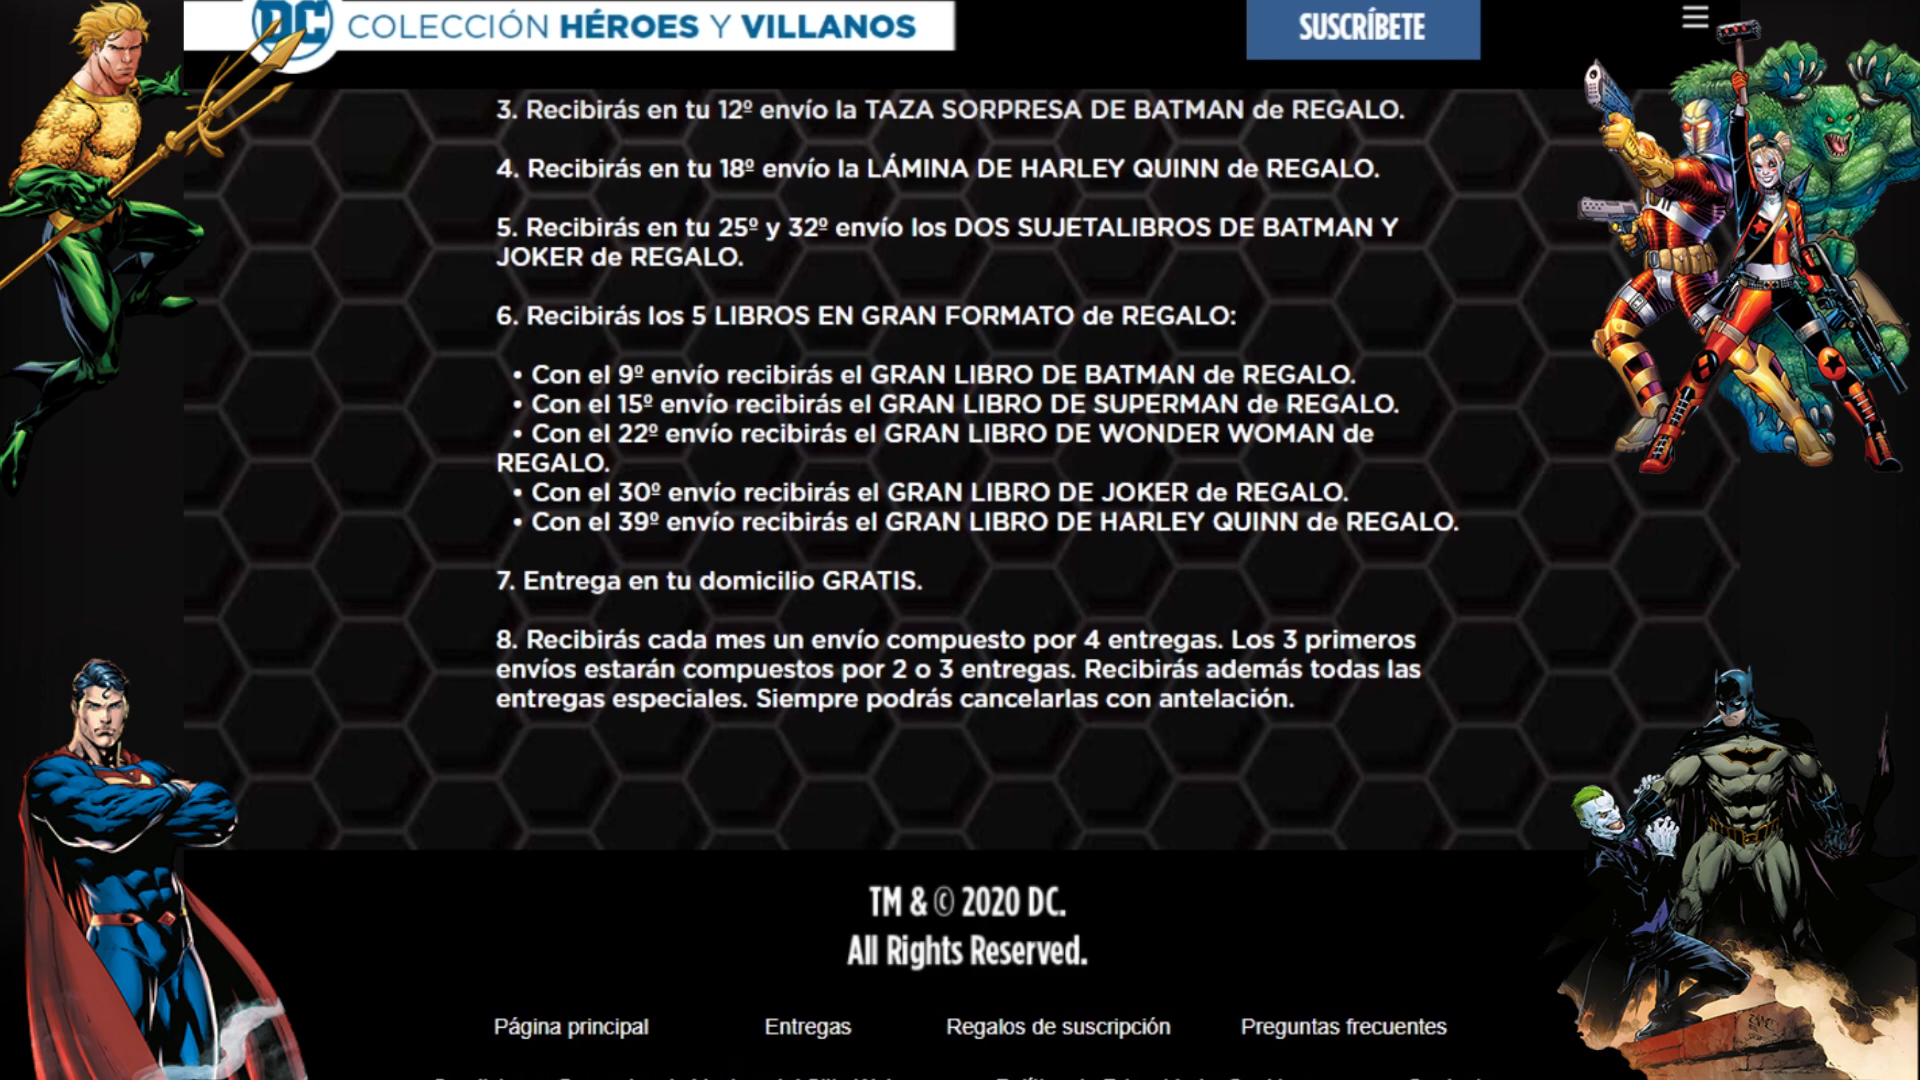 DC COLECCIÓN HÉROES Y VILLANOS
SUSCRÍBETE
3. Recibirás en tu 12º envío la TAZA SORPRESA DE BATMAN de REGALO.
4. Recibirás en tu 18º envío la LÁMINA DE HARLEY QUINN de REGALO.
5. Recibirás en tu 25º y 32º envío los DOS SUJETALIBROS DE BATMAN Y
JOKER de REGALO.
6. Recibirás los 5 LIBROS EN GRAN FORMATO de REGALO:
• Con el 9º envío recibirás el GRAN LIBRO DE BATMAN de REGALO.
• Con el 15º envío recibirás el GRAN LIBRO DE SUPERMAN de REGALO.
• Con el 22º envío recibirás el GRAN LIBRO DE WONDER WOMAN de
REGALO.
• Con el 30º envío recibirás el GRAN LIBRO DE JOKER de REGALO.
• Con el 39º envío recibirás el GRAN LIBRO DE HARLEY QUINN de REGALO.
7. Entrega en tu domicilio GRATIS.
8. Recibirás cada mes un envío compuesto por 4 entregas. Los 3 primeros
envíos estarán compuestos por 2 o 3 entregas. Recibirás además todas las
entregas especiales. Siempre podrás cancelarlas con antelación.
TM & © 2020 DC.
All Rights Reserved.
Página principal Entregas Regalos de suscripción Preguntas frecuentes